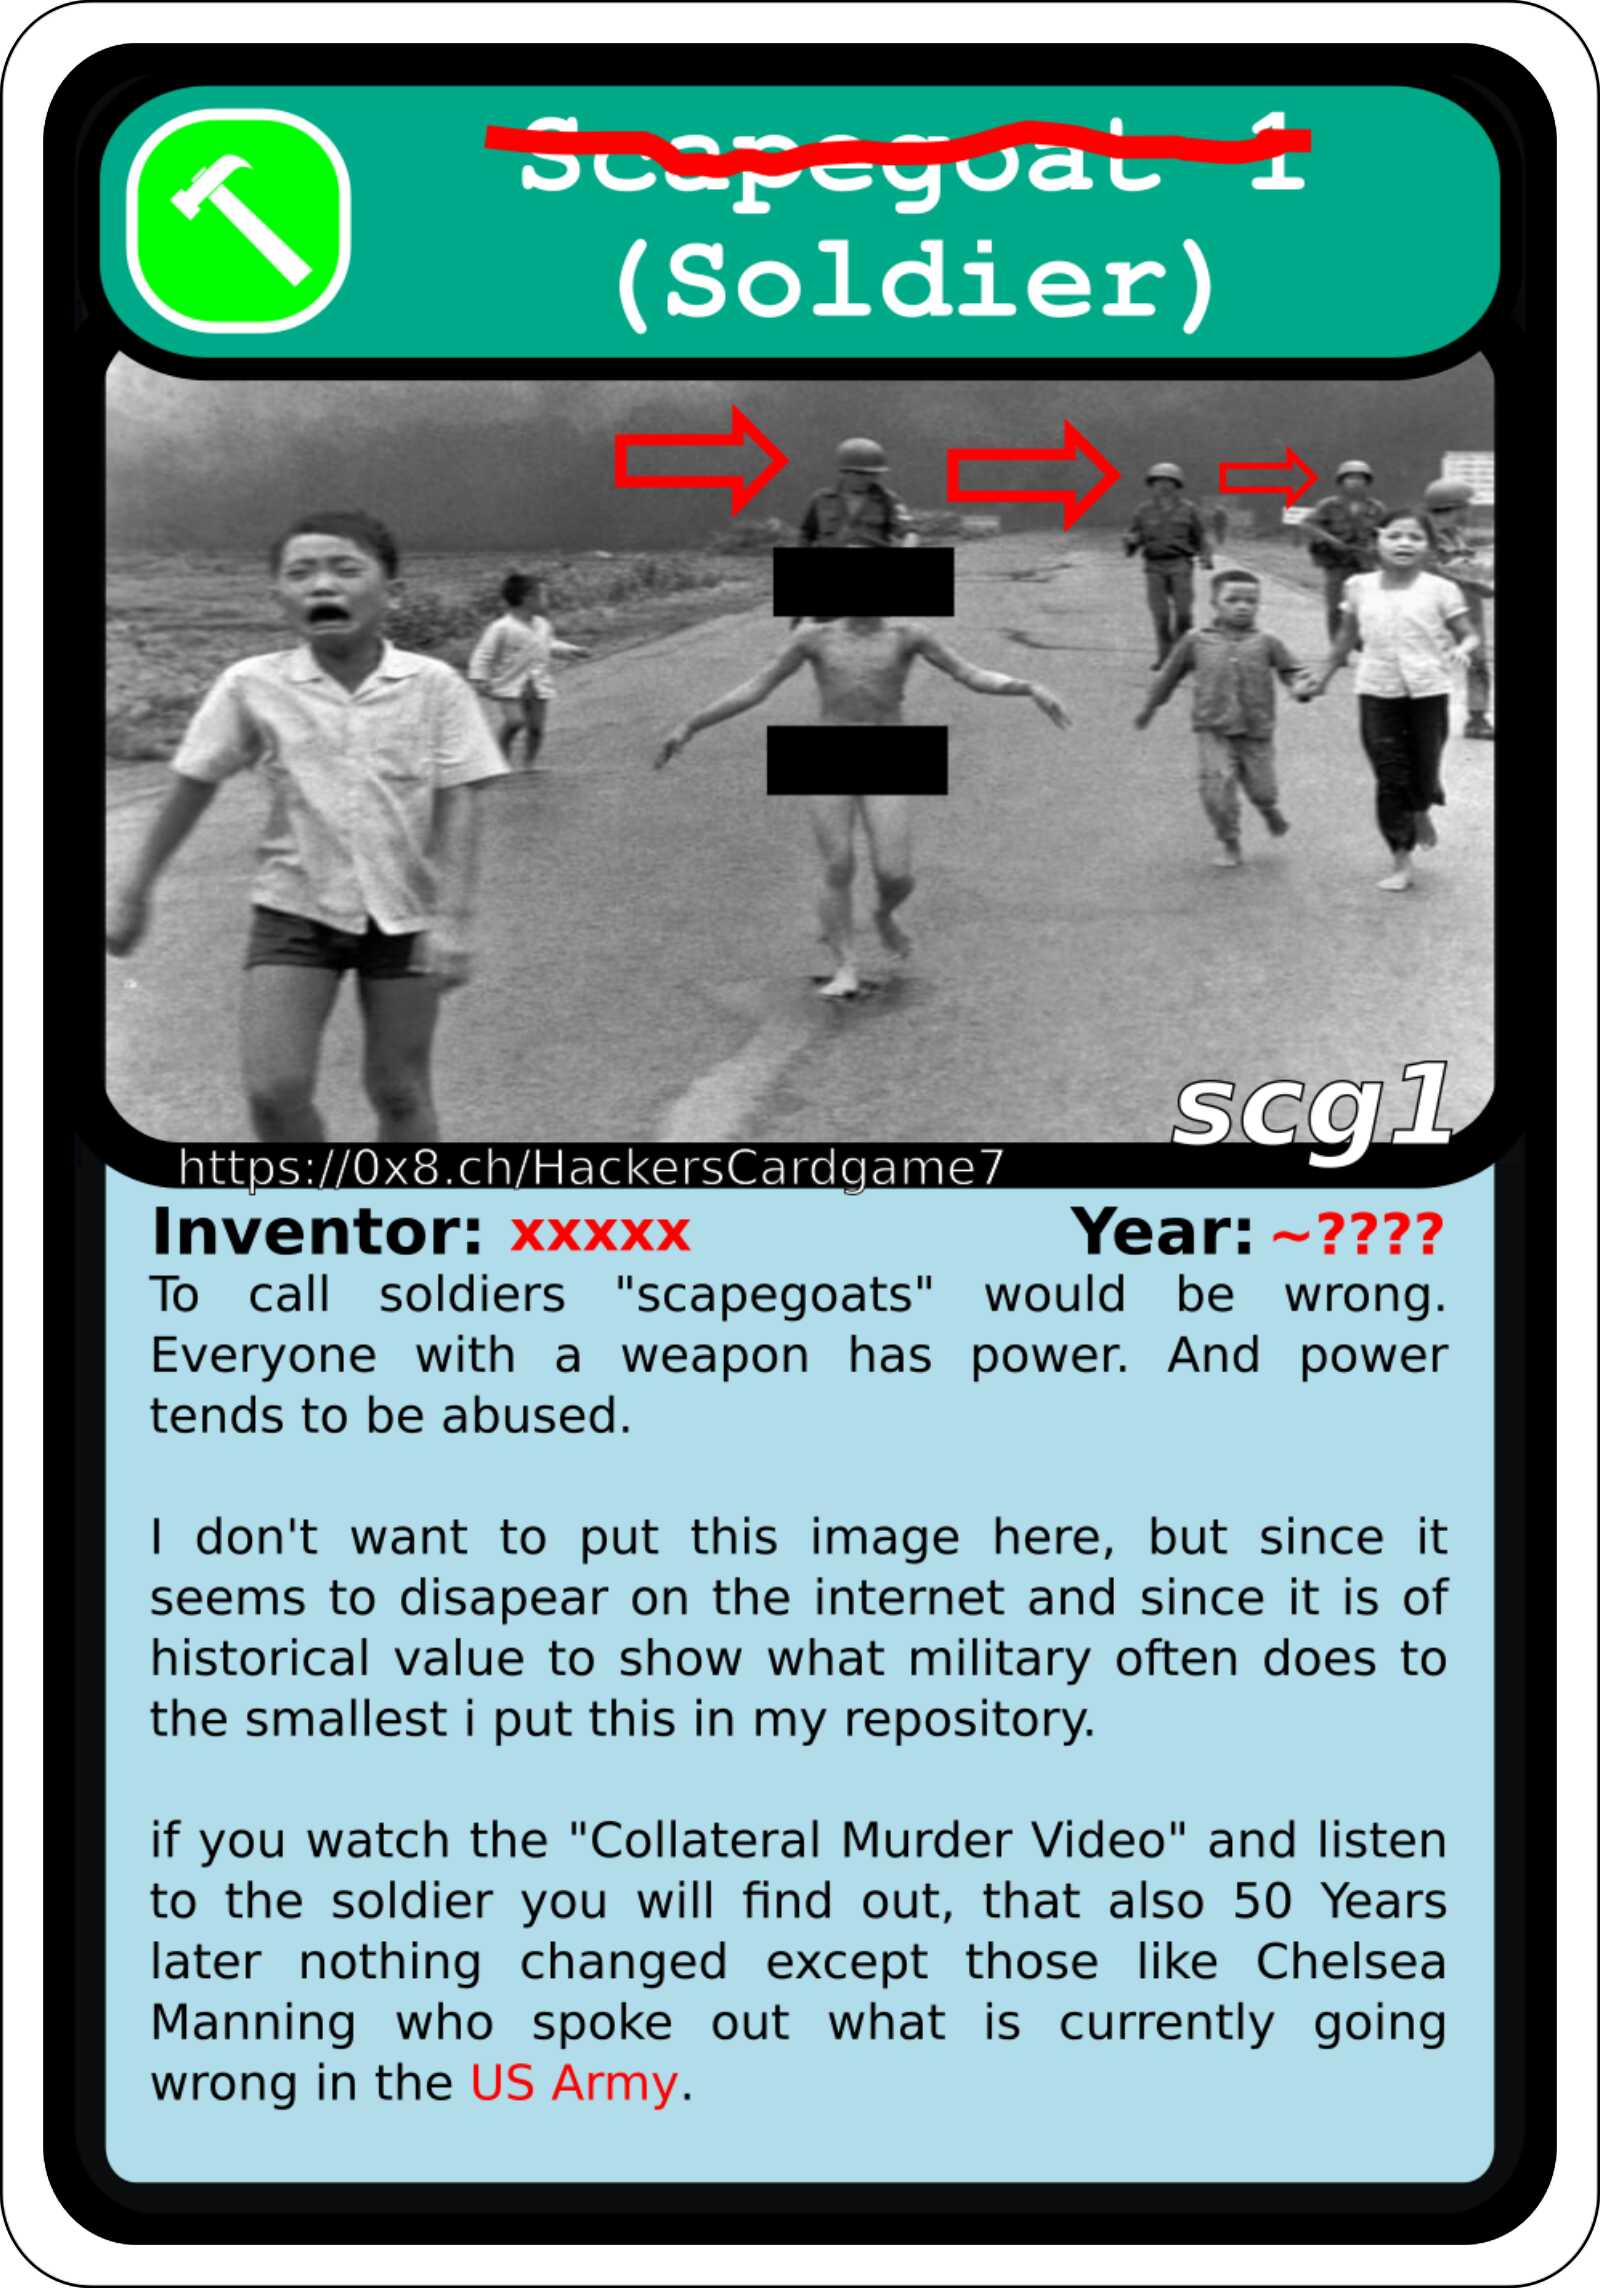 Scapegoat 1
(Soldier)
scg1
https://0x8.ch/HackersCardgame7
Inventor: xxxxx Year: ~????
To call soldiers "scapegoats" would be wrong.
Everyone with a weapon has power. And power
tends to be abused.
I don't want to put this image here, but since it
seems to disapear on the internet and since it is of
historical value to show what military often does to
the smallest i put this in my repository.
if you watch the "Collateral Murder Video" and listen
to the soldier you will find out, that also 50 Years
later nothing changed except those like Chelsea
Manning who spoke out what is currently going
wrong in the US Army.